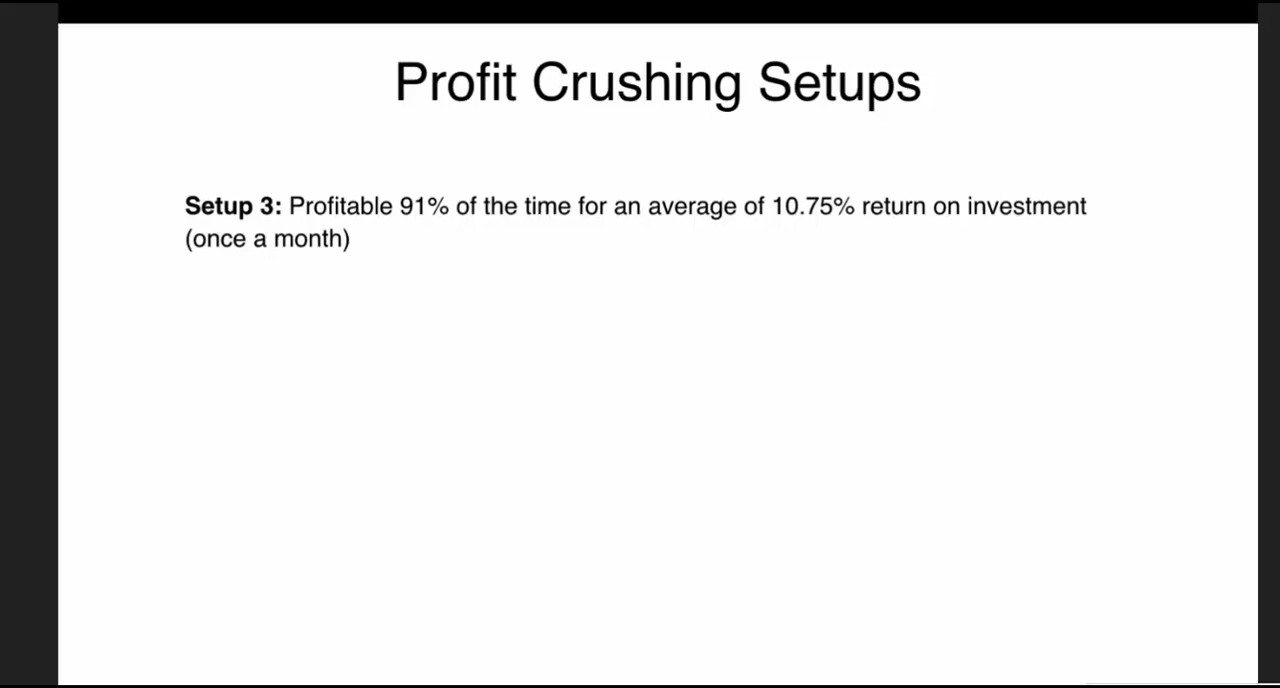 Profit Crushing Setups
Setup 3: Profitable 91% of the time for an average of 10.75% return on investment
(once a month)